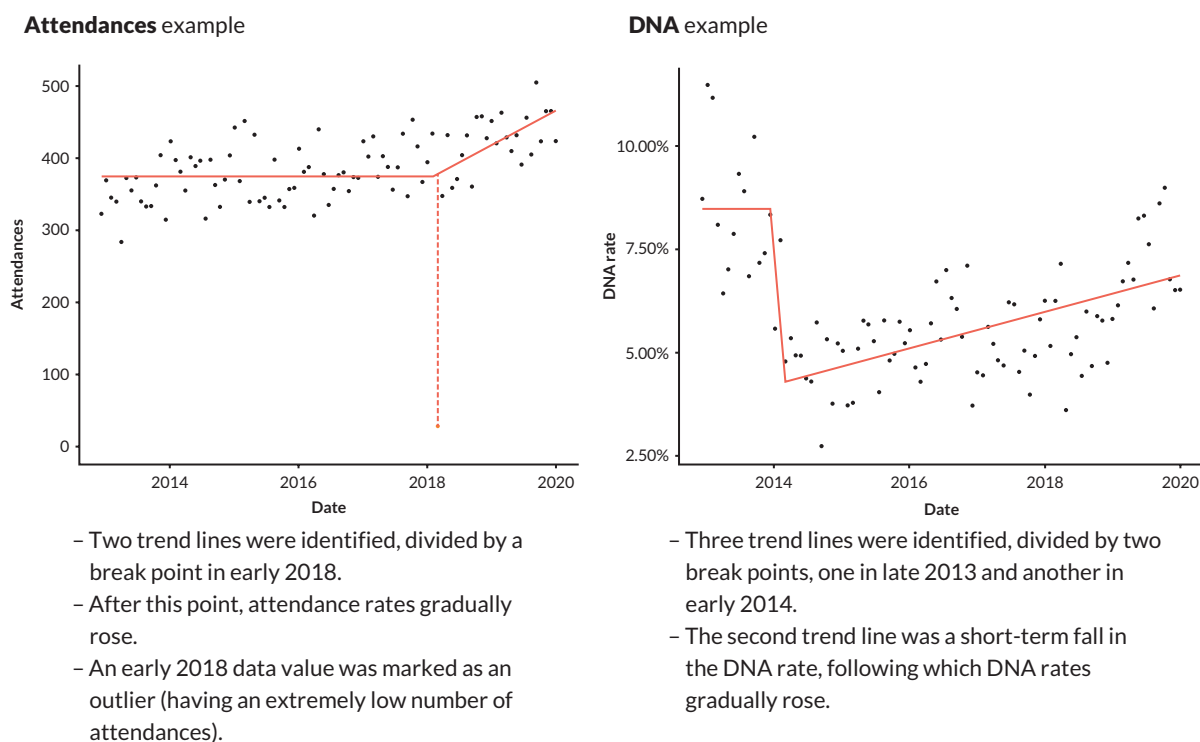 Attendances example
500
400
300
200
100
0
Attendances
2014
2016
2018
2020
Date
– Two trend lines were identified, divided by a
break point in early 2018.
– After this point, attendance rates gradually
rose.
– An early 2018 data value was marked as an
outlier (having an extremely low number of
attendances).
DNA example
10.00%
7.50%
5.00%
2.50%
DNA rate
2014
2016
2018
2020
Date
– Three trend lines were identified, divided by two
break points, one in late 2013 and another in
early 2014.
– The second trend line was a short-term fall in
the DNA rate, following which DNA rates
gradually rose.